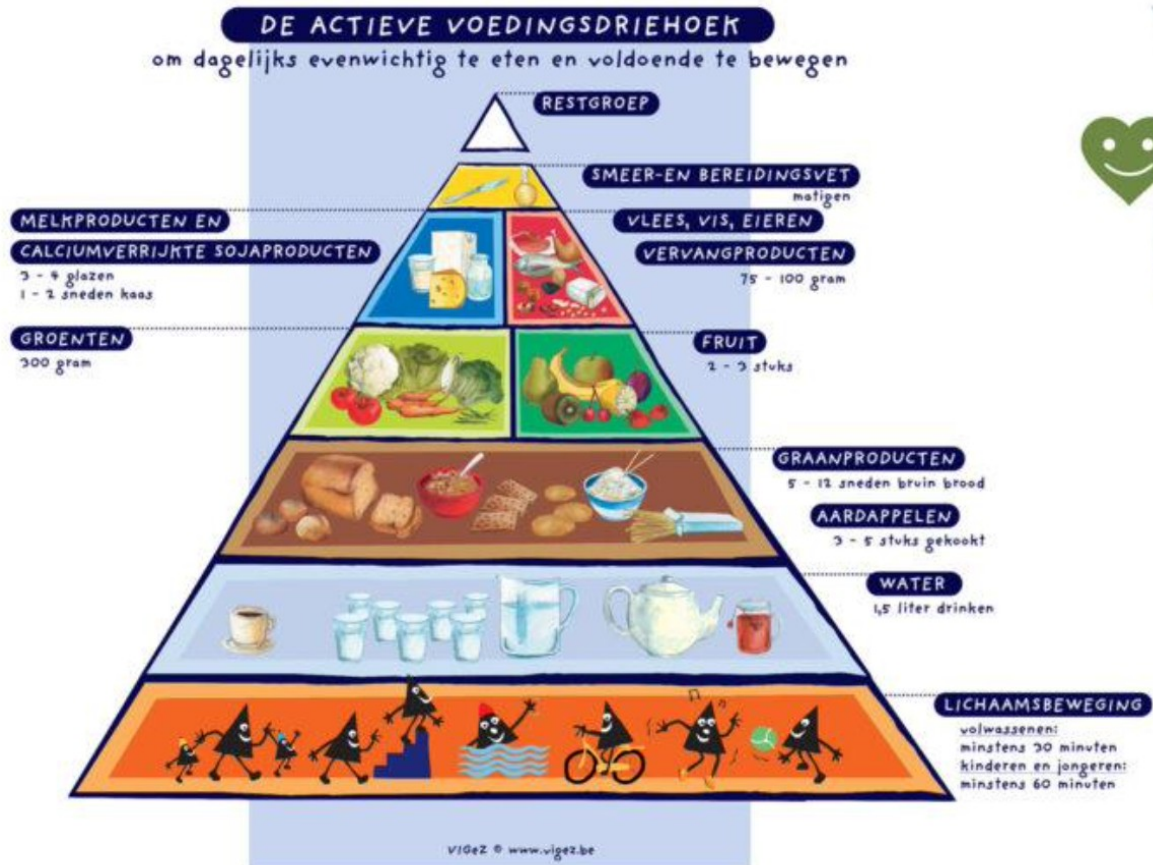 DE ACTIEVE VOEDINGSDRIEHOEK
om dagelijks evenwichtig te eten en voldoende te bewegen
RESTGROEP
SMEER-EN BEREIDINGSVET
matigen
MELKPRODUCTEN EN
CALCIUMVERRIJKTE SOJAPRODUCTEN
3 - 4 glazen
1 - 2 sneden kaas
VLEES, VIS, EIEREN
VERVANGPRODUCTEN
75 - 100 gram
GROENTEN
300 gram
FRUIT
2 - 3 stuks
GRAANPRODUCTEN
5 - 12 sneden bruin brood
AARDAPPELEN
3 - 5 stuks gekookt
WATER
1,5 liter drinken
LICHAAMSBEWEGING
volwassenen:
minstens 30 minuten
kinderen en jongeren:
minstens 60 minuten
VIGeZ © www.vigez.be